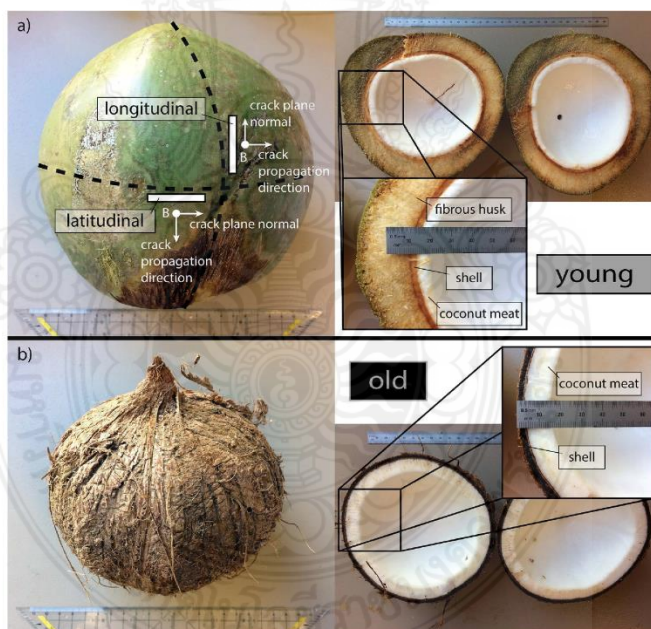 a)
longitudinal
crack plane
normal
B
crack
propagation
direction
latitudinal
B
crack plane normal
crack
propagation
direction
fibrous husk
shell
coconut meat
young
b)
old
coconut meat
shell